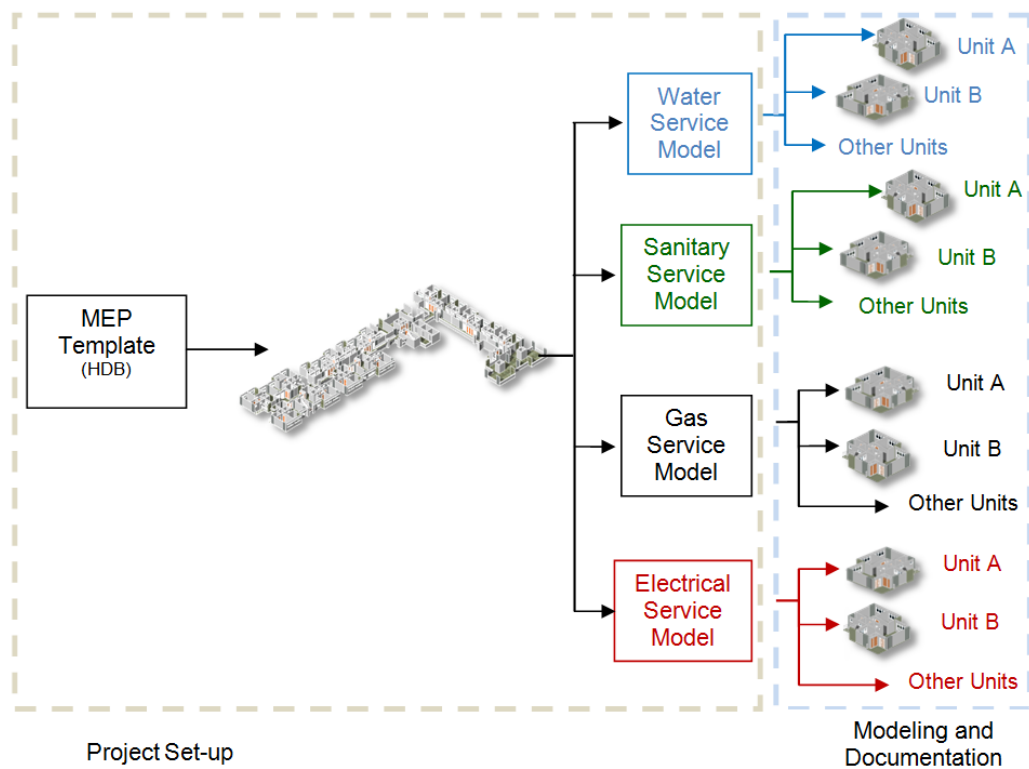 MEP
Template
(HDB)
Water
Service
Model
Unit A
Unit B
Other Units
Sanitary
Service
Model
Unit A
Unit B
Other Units
Gas
Service
Model
Unit A
Unit B
Other Units
Electrical
Service
Model
Unit A
Unit B
Other Units
Project Set-up
Modeling and
Documentation